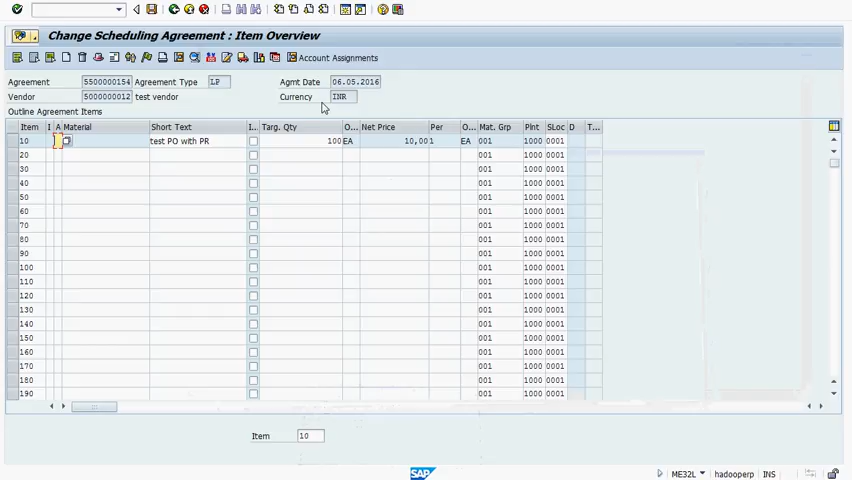 Change Scheduling Agreement : Item Overview
Account Assignments
Agreement 5500000154 Agreement Type LP Agmt Date 06.05.2016
Vendor 5000000012 test vendor Currency INR
Outline Agreement Items
Item I A Material Short Text I.. Targ. Qty O... Net Price Per O... Mat. Grp Plnt SLoc D T...
10 test PO with PR 100 EA 10,00 1 EA 001 1000 0001
20 001 1000 0001
30 001 1000 0001
40 001 1000 0001
50 001 1000 0001
60 001 1000 0001
70 001 1000 0001
80 001 1000 0001
90 001 1000 0001
100 001 1000 0001
110 001 1000 0001
120 001 1000 0001
130 001 1000 0001
140 001 1000 0001
150 001 1000 0001
160 001 1000 0001
170 001 1000 0001
180 001 1000 0001
190 001 1000 0001
Item 10
SAP ME32L hadooperp INS